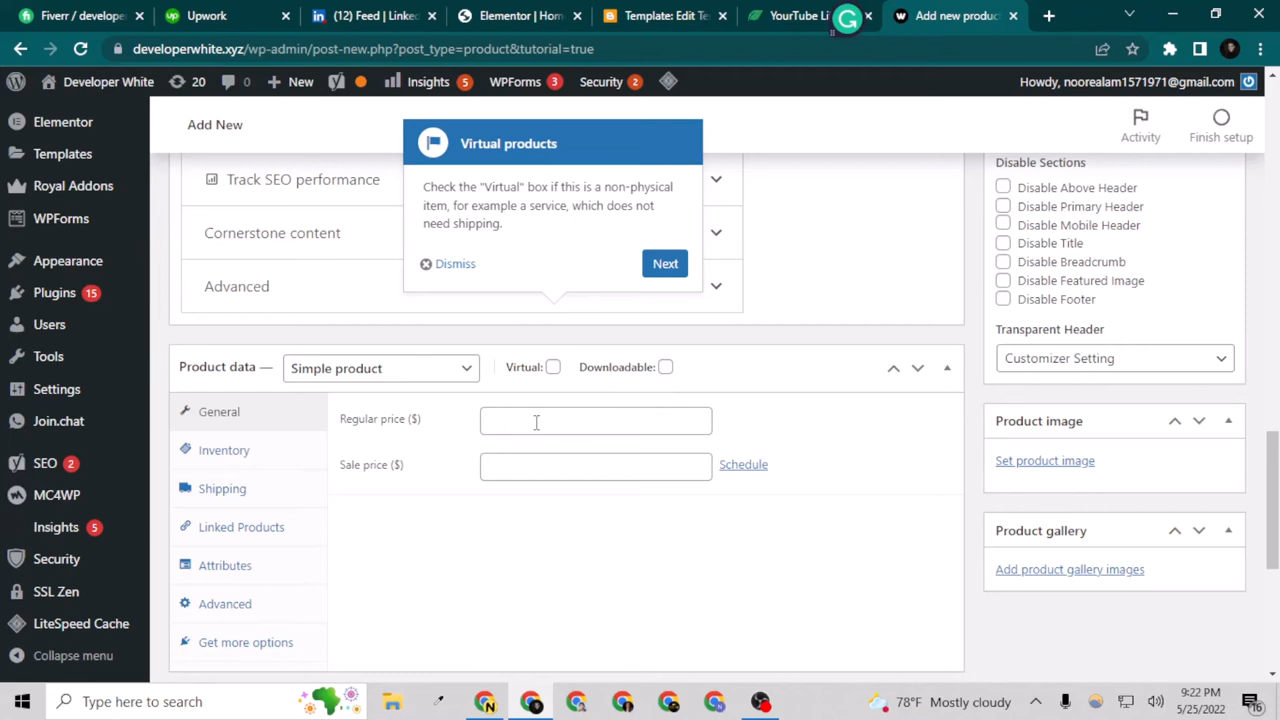 Fiverr / develope
Upwork
(12) Feed | Linke
Elementor | Hom
Template: Edit Te
YouTube Li
Add new produc
developerwhite.xyz/wp-admin/post-new.php?post_type=product&tutorial=true
Developer White
20
0
New
Insights 5
WPForms 3
Security 2
Howdy, noorealam1571971@gmail.com
Elementor
Templates
Royal Addons
WPForms
Appearance
Plugins 15
Users
Tools
Settings
Join.chat
SEO 2
MC4WP
Insights 5
Security
SSL Zen
LiteSpeed Cache
Collapse menu
Add New
Activity
Finish setup
Track SEO performance
Cornerstone content
Advanced
Virtual products
Check the "Virtual" box if this is a non-physical
item, for example a service, which does not
need shipping.
Dismiss
Next
Product data —
Simple product
Virtual:
Downloadable:
General
Inventory
Shipping
Linked Products
Attributes
Advanced
Get more options
Regular price ($)
Sale price ($)
Schedule
Disable Sections
Disable Above Header
Disable Primary Header
Disable Mobile Header
Disable Title
Disable Breadcrumb
Disable Featured Image
Disable Footer
Transparent Header
Customizer Setting
Product image
Set product image
Product gallery
Add product gallery images
Type here to search
78°F Mostly cloudy
9:22 PM
5/25/2022
16